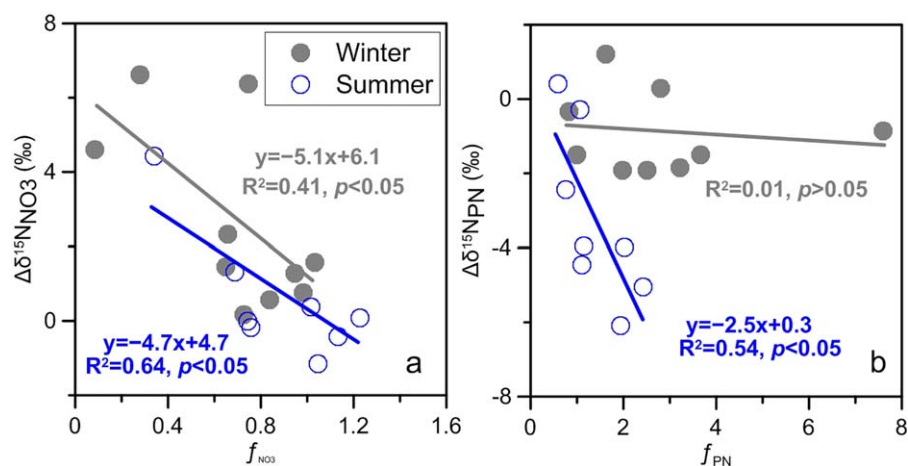 8
4
0
Δδ¹⁵NNO3 (‰)
Winter
Summer
y=−5.1x+6.1
R²=0.41, p<0.05
y=−4.7x+4.7
R²=0.64, p<0.05
a
0 0.4 0.8 1.2 1.6
fNO3
0
-4
-8
Δδ¹⁵NPN (‰)
R²=0.01, p>0.05
y=−2.5x+0.3
R²=0.54, p<0.05
b
0 2 4 6 8
fPN